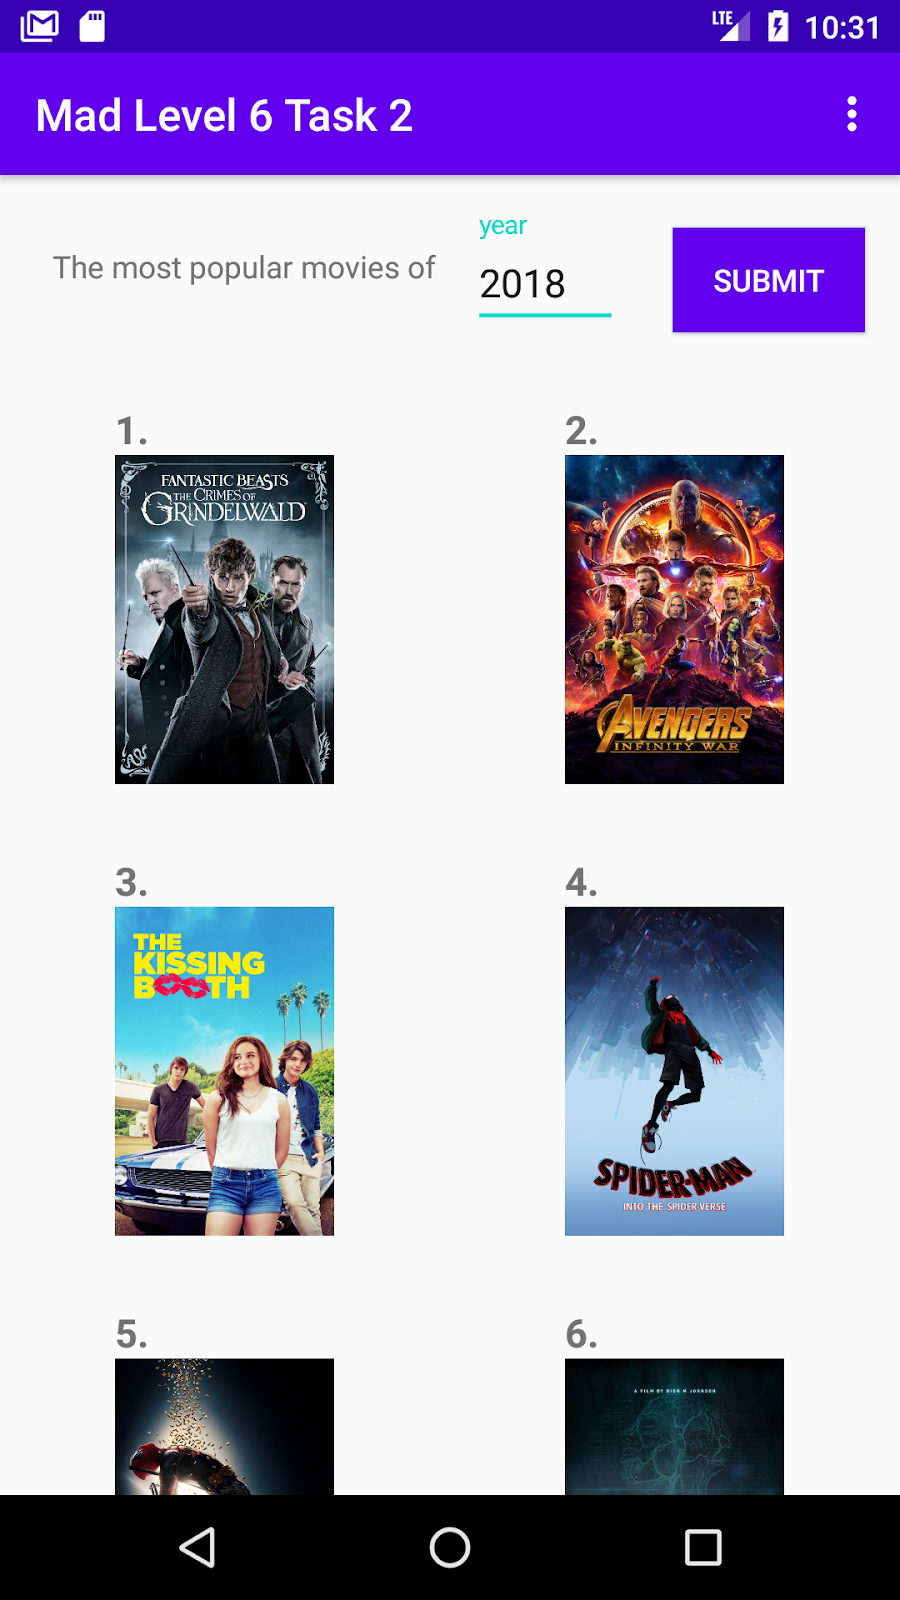 LTE 10:31
Mad Level 6 Task 2
year
The most popular movies of
2018
SUBMIT
1.
2.
FANTASTIC BEASTS
THE CRIMES OF
GRINDELWALD
AVENGERS
INFINITY WAR
3.
4.
THE
KISSING
BOOTH
SPIDER-MAN
INTO THE SPIDER-VERSE
5.
6.
A FILM BY DION M JOHNSON